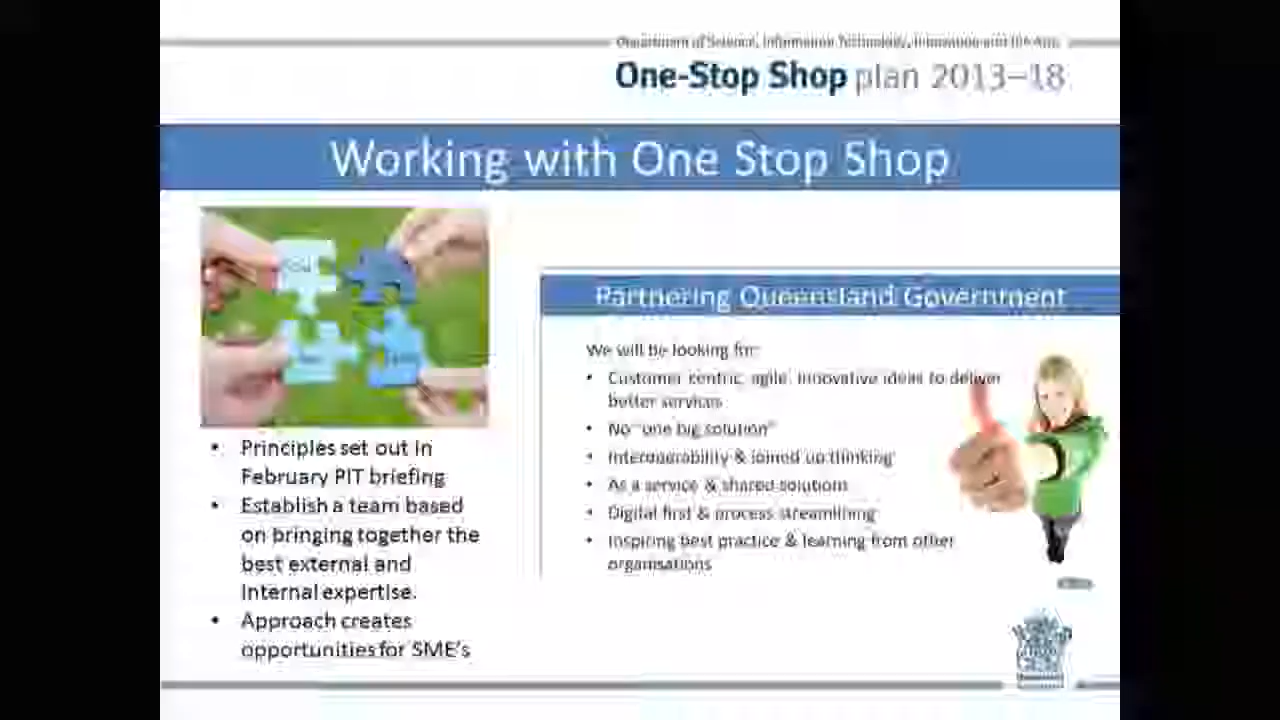 Department of Science, Information Technology, Innovation and the Arts
One-Stop Shop plan 2013–18
Working with One Stop Shop
Partnering Queensland Government
We will be looking for:
• Customer centric, agile, innovative ideas to deliver
better services
• No "one big solution"
• Interoperability & joined up thinking
• As a service & shared solutions
• Digital first & process streamlining
• Inspiring best practice & learning from other
organisations
• Principles set out in
February PIT briefing
• Establish a team based
on bringing together the
best external and
internal expertise.
• Approach creates
opportunities for SME's